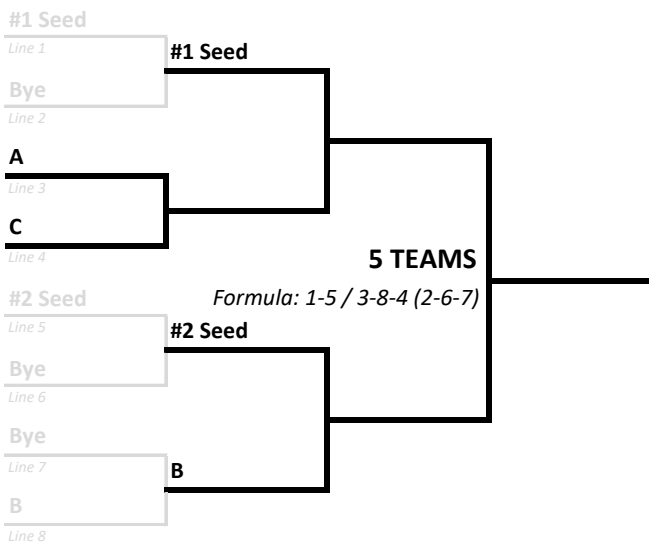 #1 Seed
Line 1
#1 Seed
Bye
Line 2
A
Line 3
C
Line 4
5 TEAMS
#2 Seed
Formula: 1-5 / 3-8-4 (2-6-7)
Line 5
#2 Seed
Bye
Line 6
Bye
Line 7
B
B
Line 8